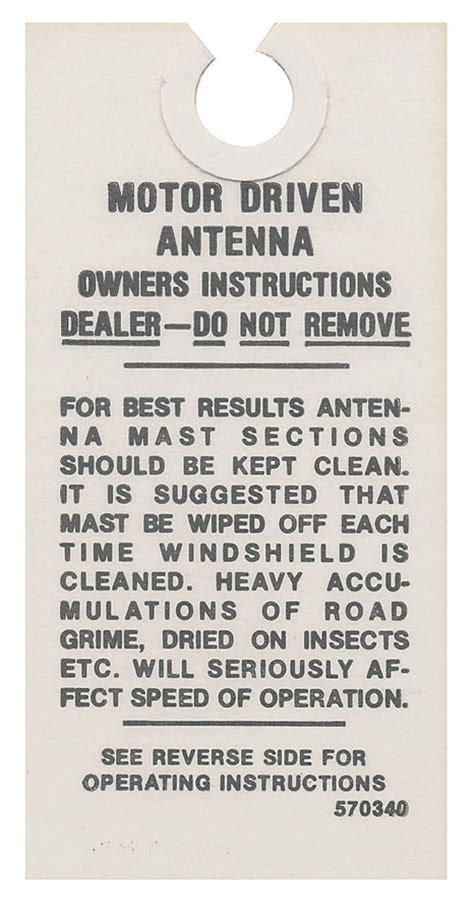 MOTOR DRIVEN
ANTENNA
OWNERS INSTRUCTIONS
DEALER—DO NOT REMOVE
FOR BEST RESULTS ANTEN-
NA MAST SECTIONS
SHOULD BE KEPT CLEAN.
IT IS SUGGESTED THAT
MAST BE WIPED OFF EACH
TIME WINDSHIELD IS
CLEANED. HEAVY ACCU-
MULATIONS OF ROAD
GRIME, DRIED ON INSECTS
ETC. WILL SERIOUSLY AF-
FECT SPEED OF OPERATION.
SEE REVERSE SIDE FOR
OPERATING INSTRUCTIONS
570340